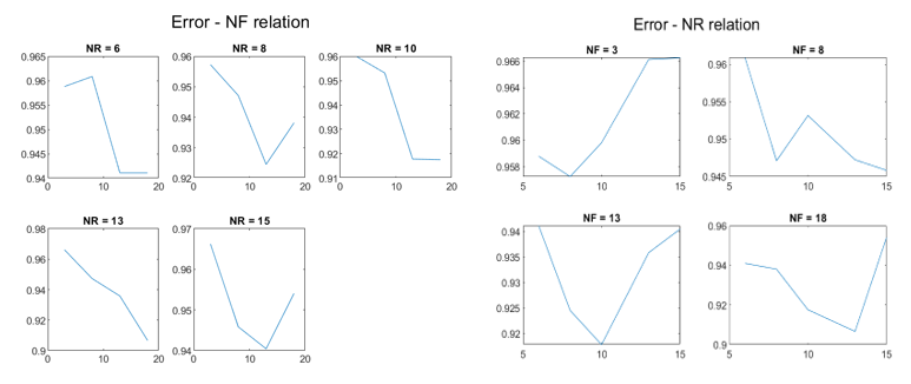 Error - NF relation
NR = 6
0.965
0.96
0.955
0.95
0.945
0.94
0 10 20
NR = 8
0.96
0.95
0.94
0.93
0.92
0 10 20
NR = 10
0.96
0.95
0.94
0.93
0.92
0.91
0 10 20
NR = 13
0.98
0.96
0.94
0.92
0.9
0 10 20
NR = 15
0.97
0.96
0.95
0.94
0 10 20
Error - NR relation
NF = 3
0.966
0.964
0.962
0.96
0.958
5 10 15
NF = 8
0.96
0.955
0.95
0.945
5 10 15
NF = 13
0.94
0.935
0.93
0.925
0.92
5 10 15
NF = 18
0.96
0.94
0.92
0.9
5 10 15